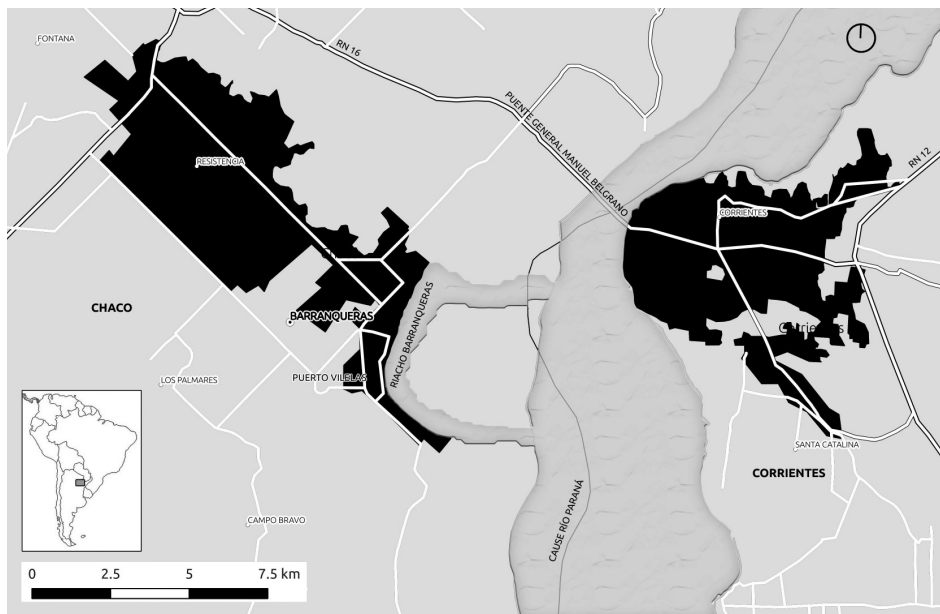 FONTANA
RN 16
PUENTE GENERAL MANUEL BELGRANO
RN 12
RESISTENCIA
CORRIENTES
CHACO
BARRANQUERAS
RIACHO BARRANQUERAS
Corrientes
LOS PALMARES
PUERTO VILELAS
SANTA CATALINA
CORRIENTES
CAUSE RÍO PARANÁ
CAMPO BRAVO
0 2.5 5 7.5 km